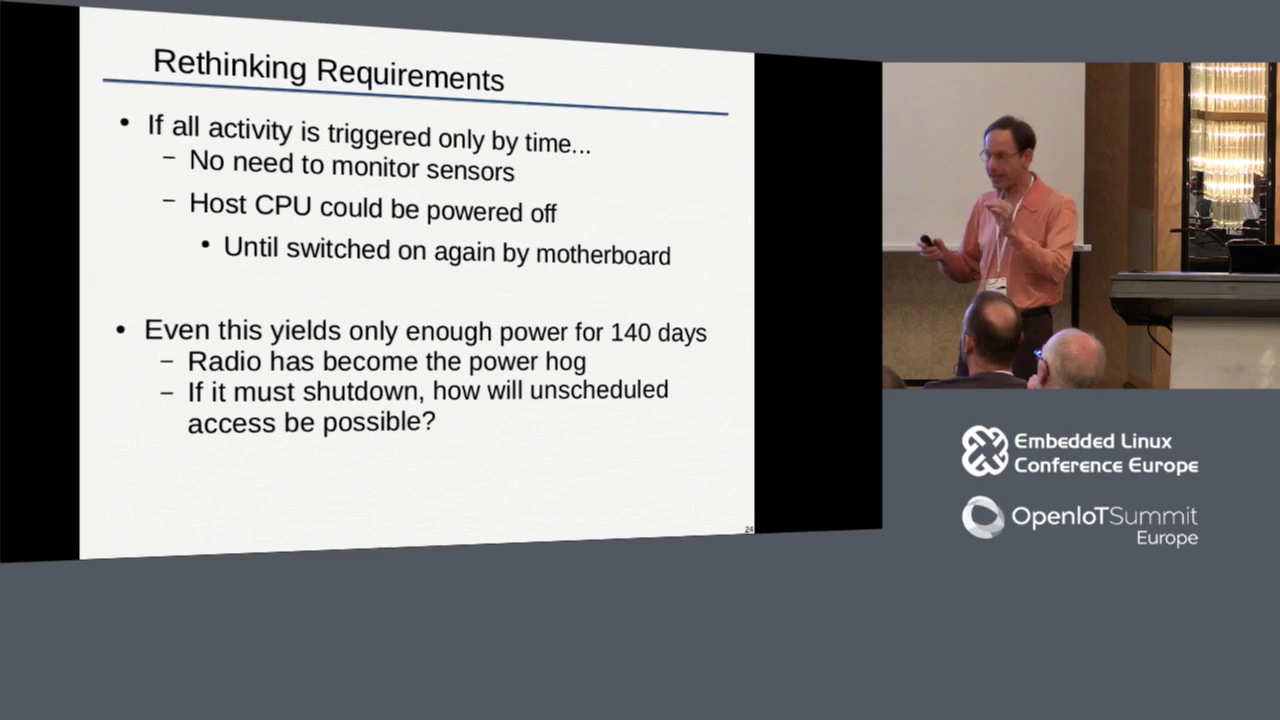 Rethinking Requirements
• If all activity is triggered only by time...
– No need to monitor sensors
– Host CPU could be powered off
• Until switched on again by motherboard
• Even this yields only enough power for 140 days
– Radio has become the power hog
– If it must shutdown, how will unscheduled
access be possible?
24
Embedded Linux
Conference Europe
OpenIoTSummit
Europe